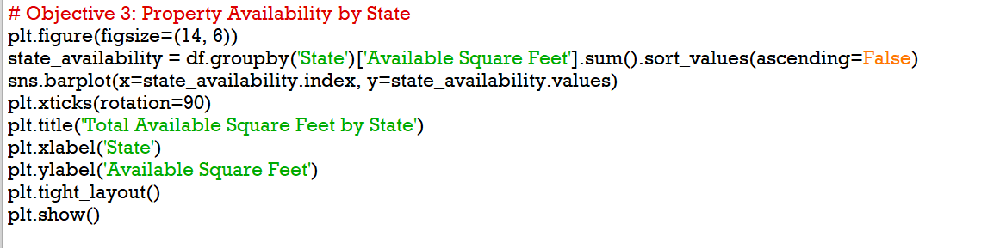 # Objective 3: Property Availability by State
plt.figure(figsize=(14, 6))
state_availability = df.groupby('State')['Available Square Feet'].sum().sort_values(ascending=False)
sns.barplot(x=state_availability.index, y=state_availability.values)
plt.xticks(rotation=90)
plt.title('Total Available Square Feet by State')
plt.xlabel('State')
plt.ylabel('Available Square Feet')
plt.tight_layout()
plt.show()